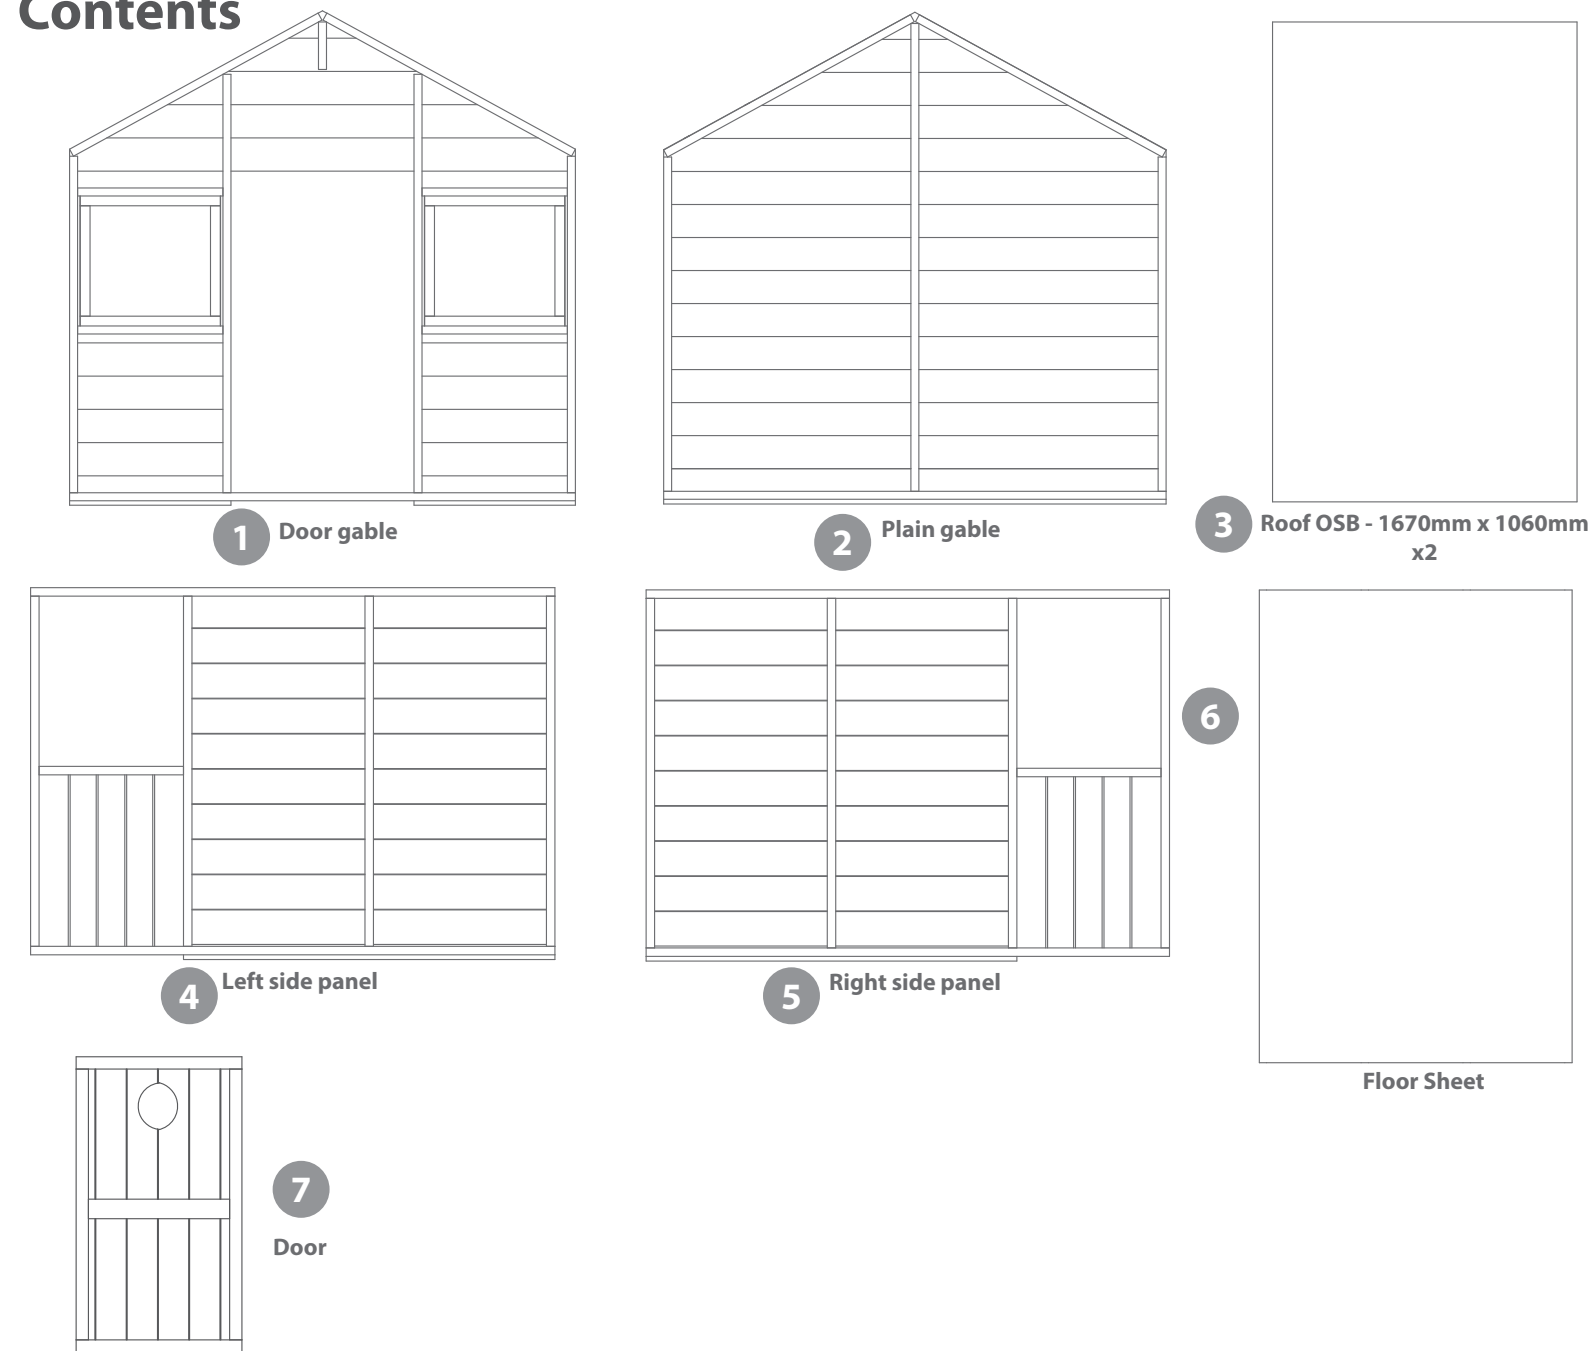 Contents
1 Door gable
2 Plain gable
3 Roof OSB - 1670mm x 1060mm
x2
4 Left side panel
5 Right side panel
6
Floor Sheet
7
Door